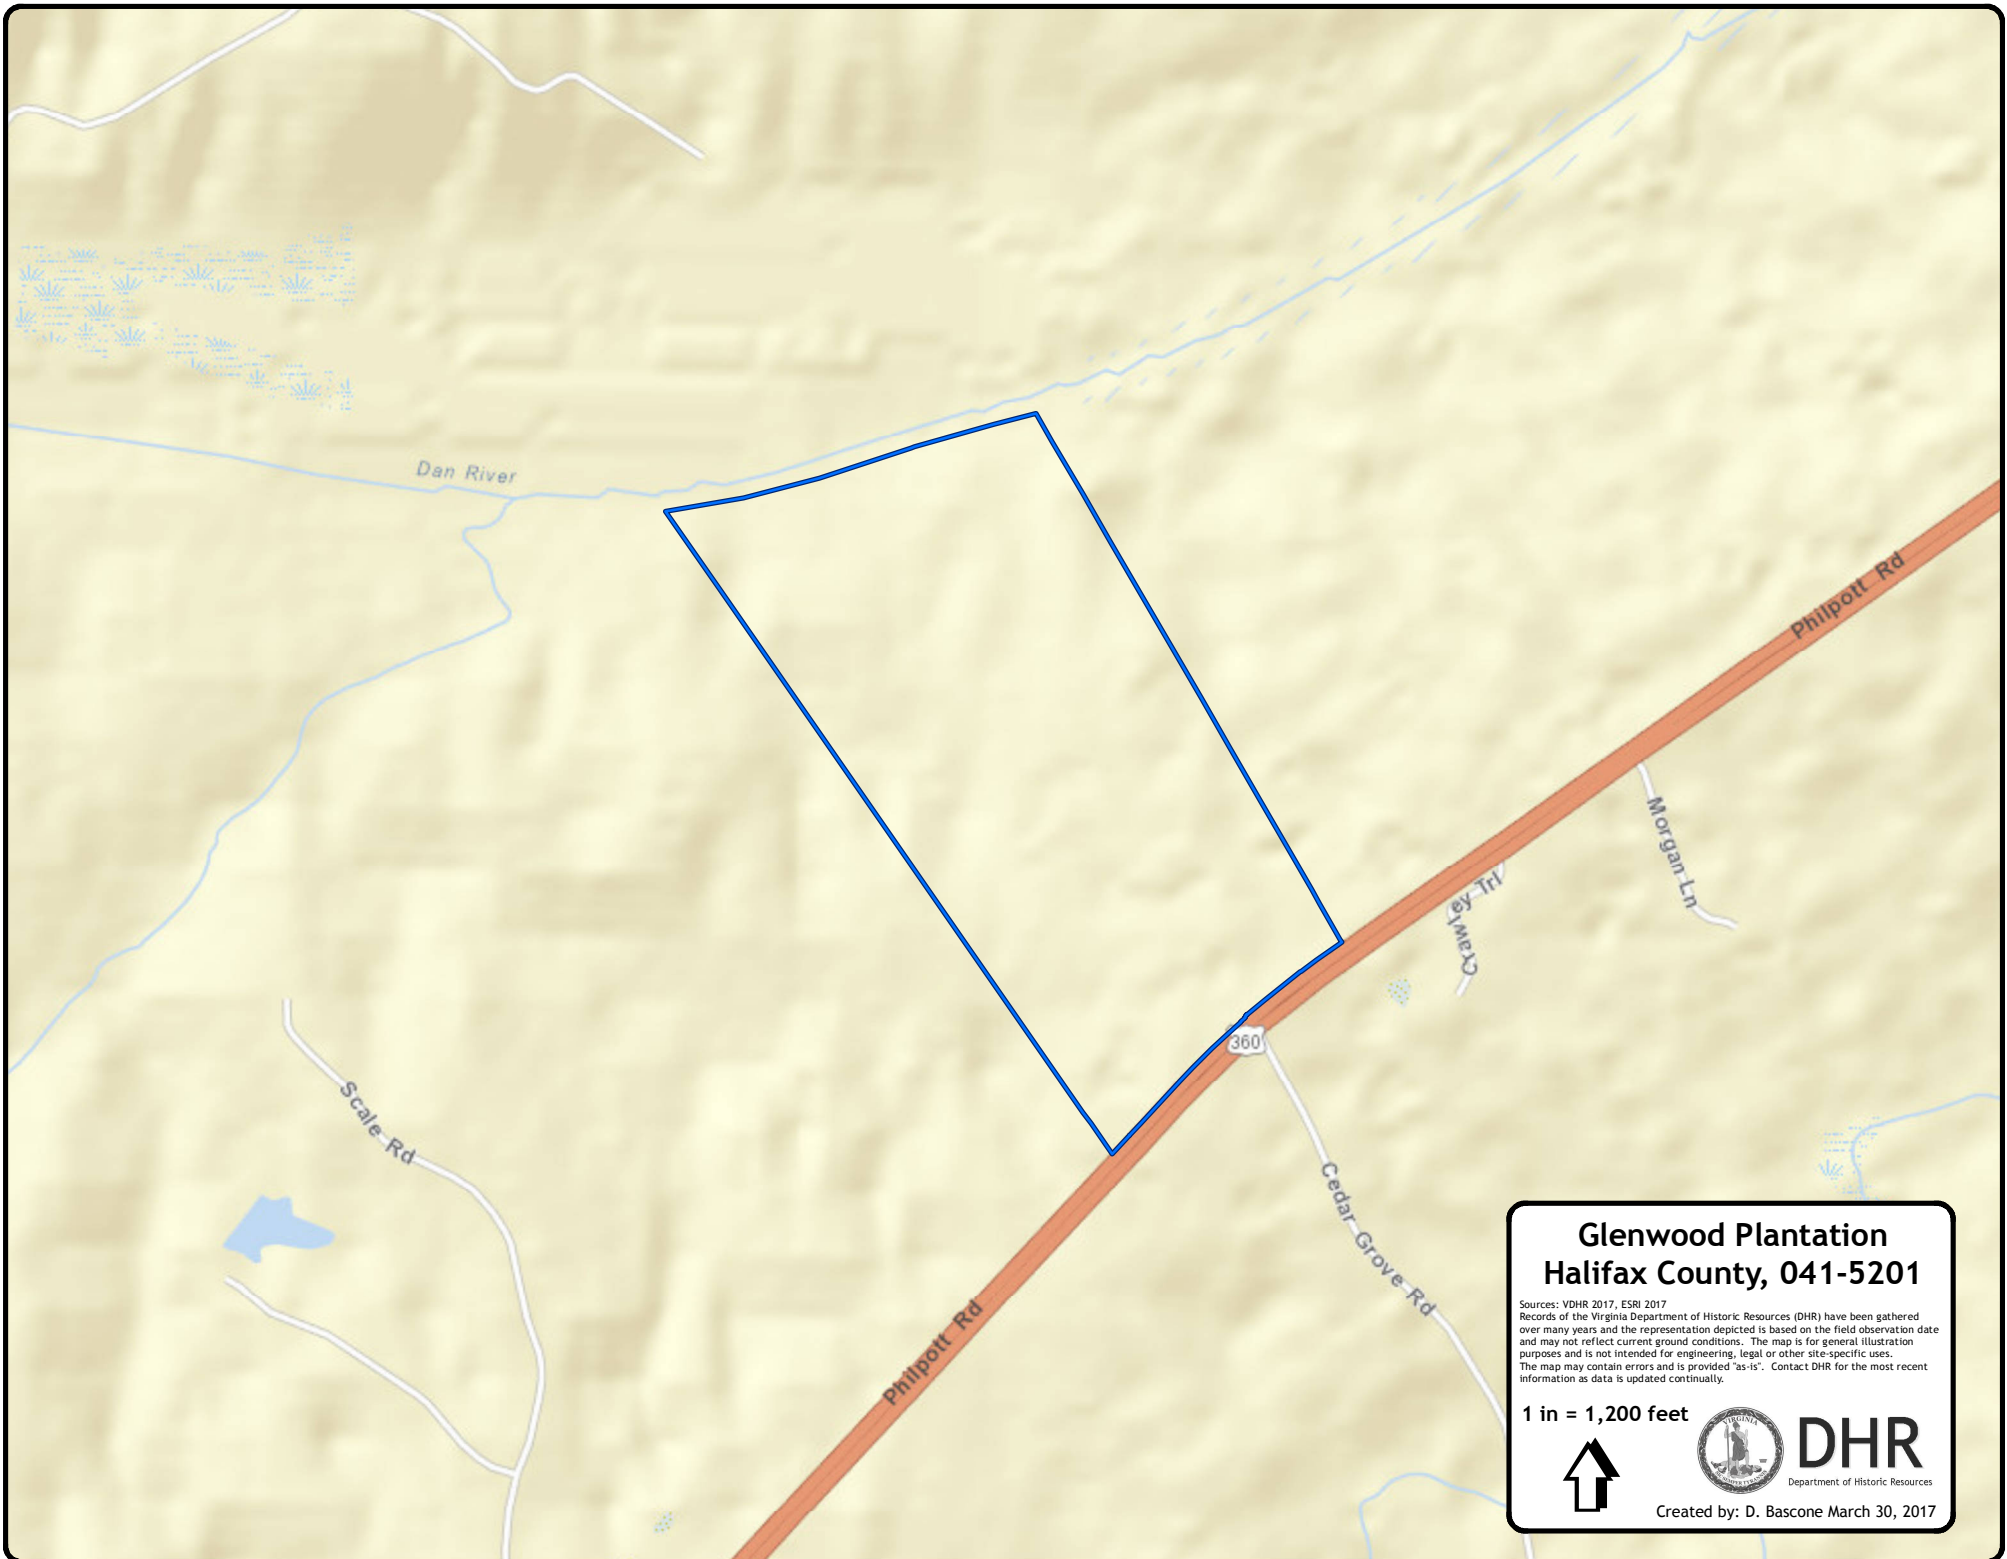 Dan River
Philpott Rd
Morgan Ln
Crawley Trl
360
Scale Rd
Cedar Grove Rd
Philpott Rd
Glenwood Plantation
Halifax County, 041-5201
Sources: VDHR 2017, ESRI 2017
Records of the Virginia Department of Historic Resources (DHR) have been gathered
over many years and the representation depicted is based on the field observation date
and may not reflect current ground conditions. The map is for general illustration
purposes and is not intended for engineering, legal or other site-specific uses.
The map may contain errors and is provided "as-is". Contact DHR for the most recent
information as data is updated continually.
1 in = 1,200 feet
VIRGINIA
DHR
Department of Historic Resources
Created by: D. Bascone March 30, 2017